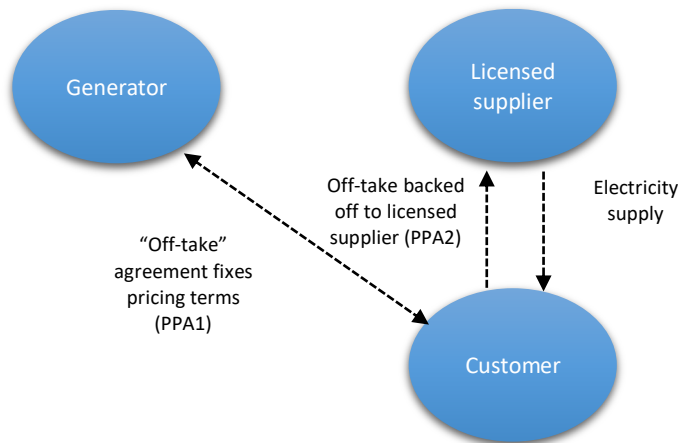 Generator
Licensed
supplier
Off-take backed
off to licensed
supplier (PPA2)
Electricity
supply
“Off-take”
agreement fixes
pricing terms
(PPA1)
Customer